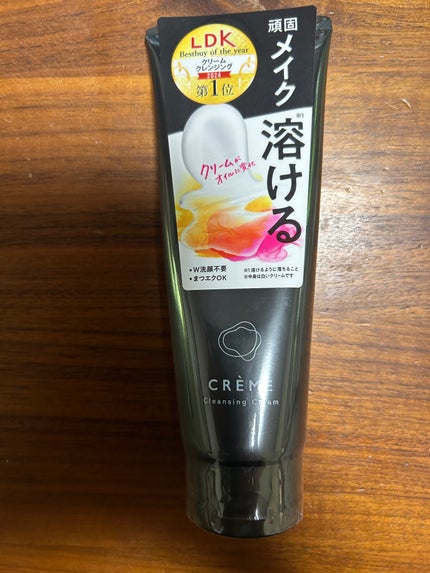 LDK
Bestbuy of the year
クリーム
クレンジング
2024
第1位
頑固
メイク
※1
溶ける
クリームが
オイルに変化
•W洗顔不要
•まつエクOK
※1 溶けるように落ちること
※中身は白いクリームです
CRÈME
Cleansing Cream